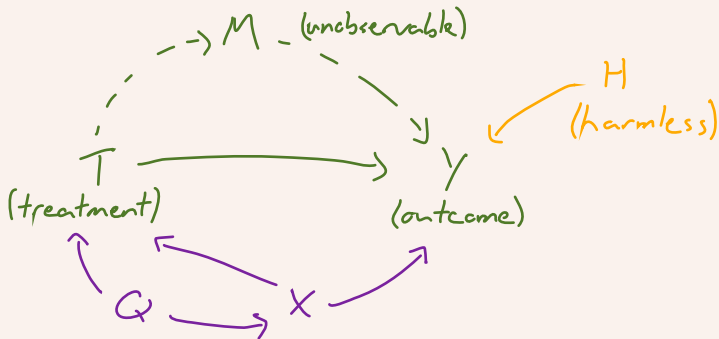 M (unobservable)
H
(harmless)
T
(treatment)
Y
(outcome)
Q
X